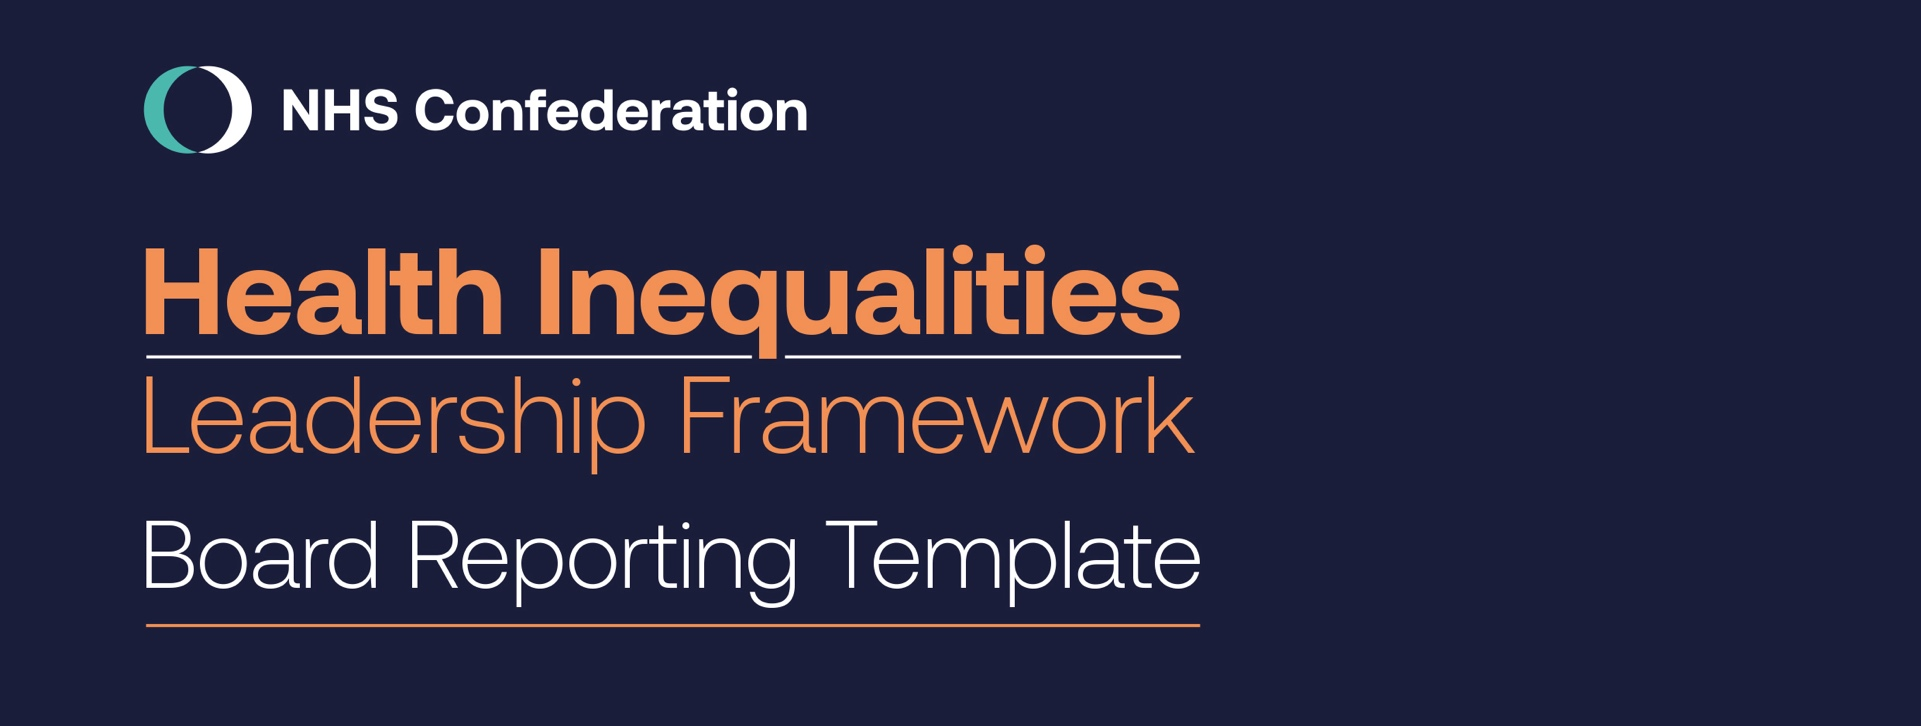 NHS Confederation
Health Inequalities
Leadership Framework
Board Reporting Template